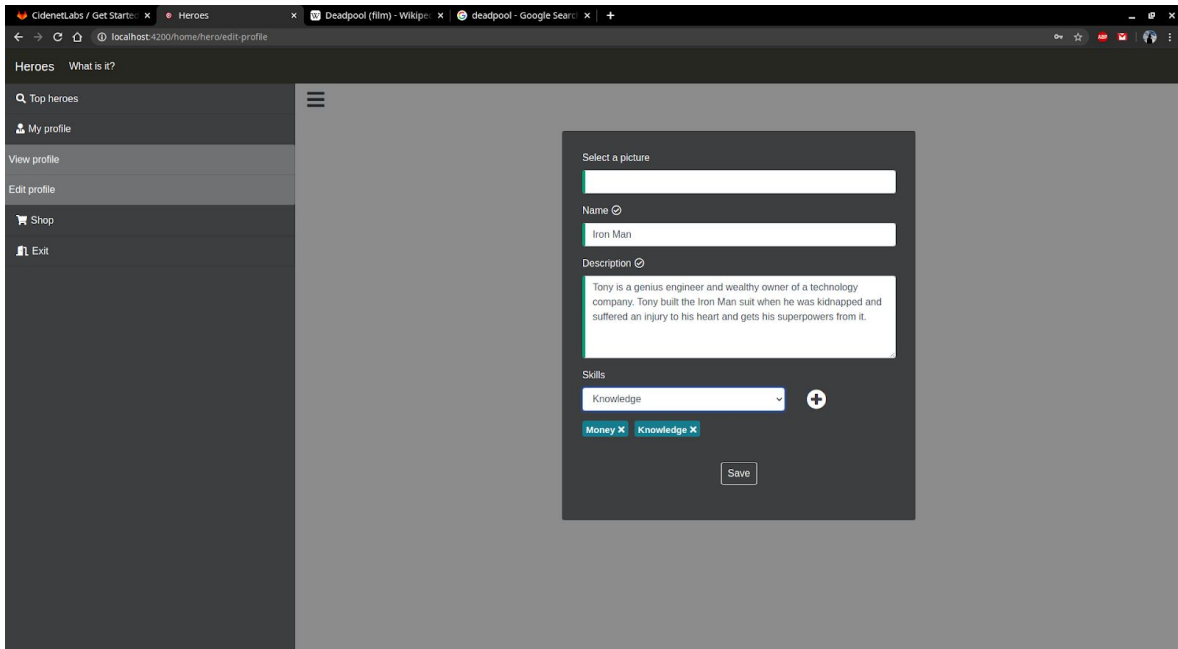 CidenetLabs / Get Started
Heroes
Deadpool (film) - Wikipe
deadpool - Google Searc
localhost:4200/home/hero/edit-profile
ABP
Heroes What is it?
Top heroes
My profile
View profile
Edit profile
Shop
Exit
Select a picture
Name
Iron Man
Description
Tony is a genius engineer and wealthy owner of a technology
company. Tony built the Iron Man suit when he was kidnapped and
suffered an injury to his heart and gets his superpowers from it.
Skills
Knowledge
Money Knowledge
Save